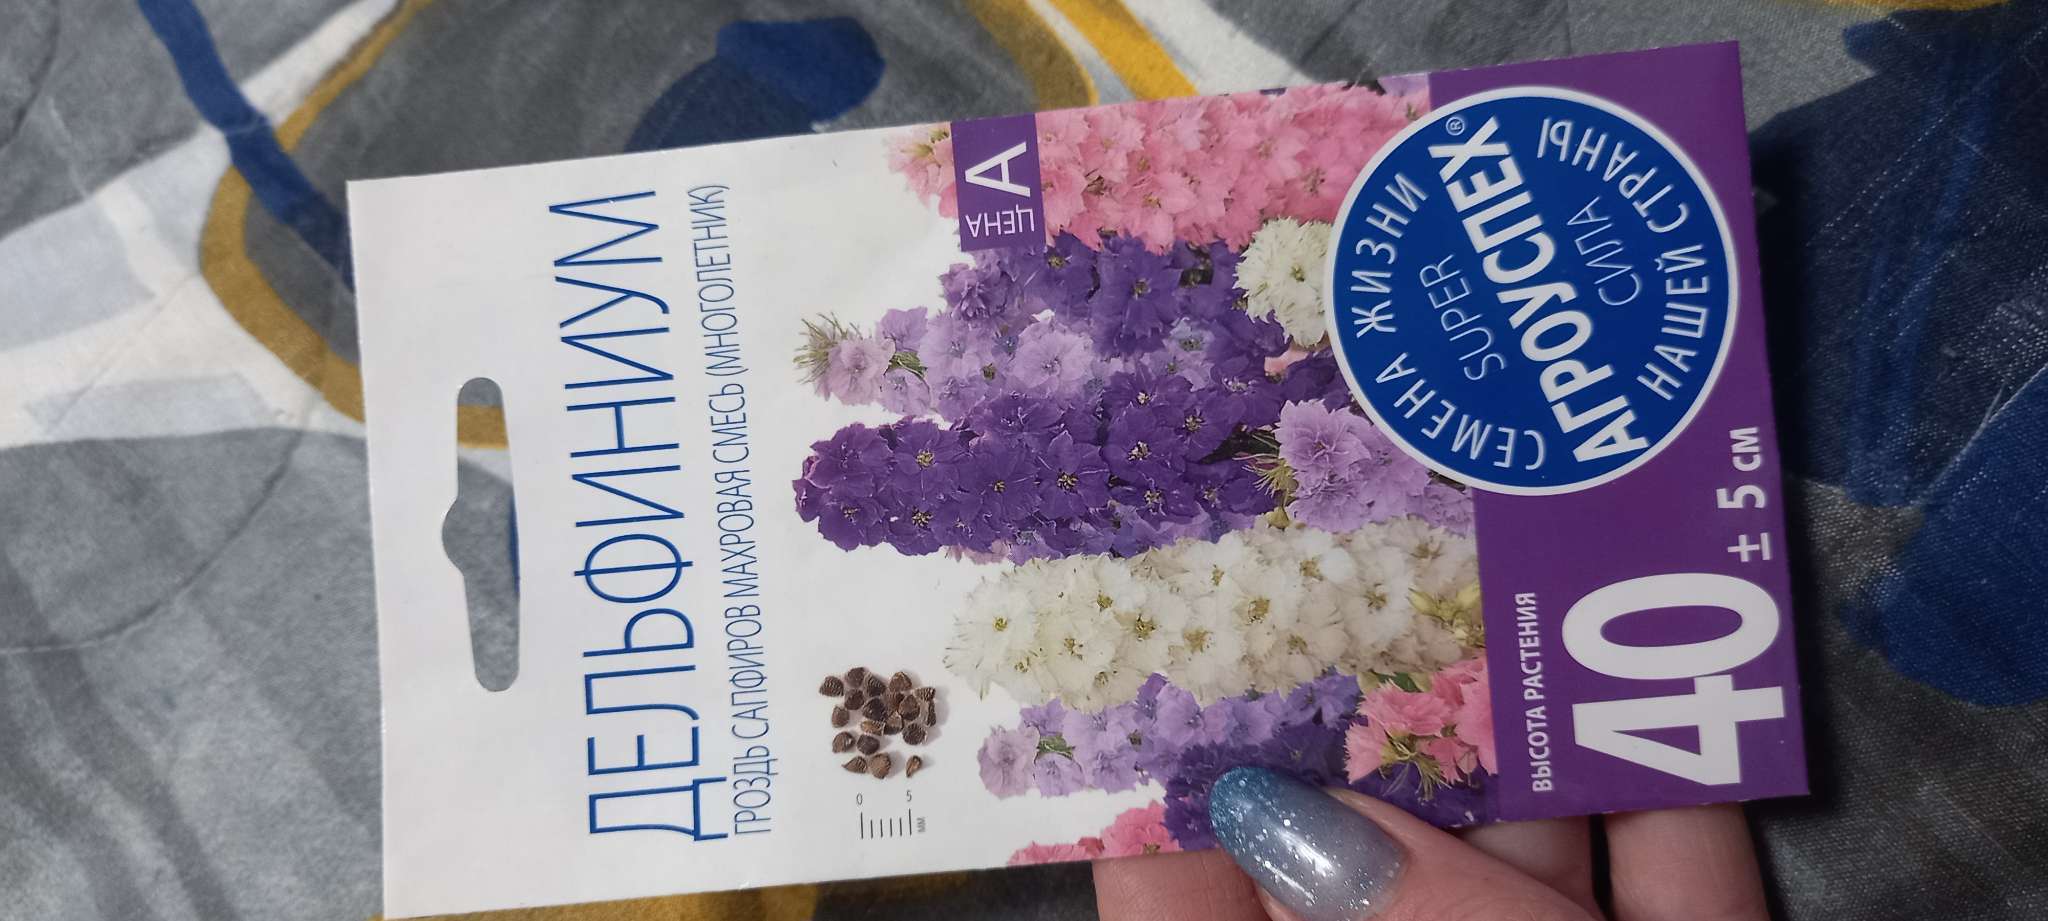 ДЕЛЬФИНИУМ
ГРОЗДЬ САПФИРОВ МАХРОВАЯ СМЕСЬ (МНОГОЛЕТНИК)
0 5
мм
ЦЕНА А
СЕМЕНА ЖИЗНИ
SUPER
АГРОУСПЕХ®
СИЛА
НАШЕЙ СТРАНЫ
ВЫСОТА РАСТЕНИЯ
40 ± 5 см